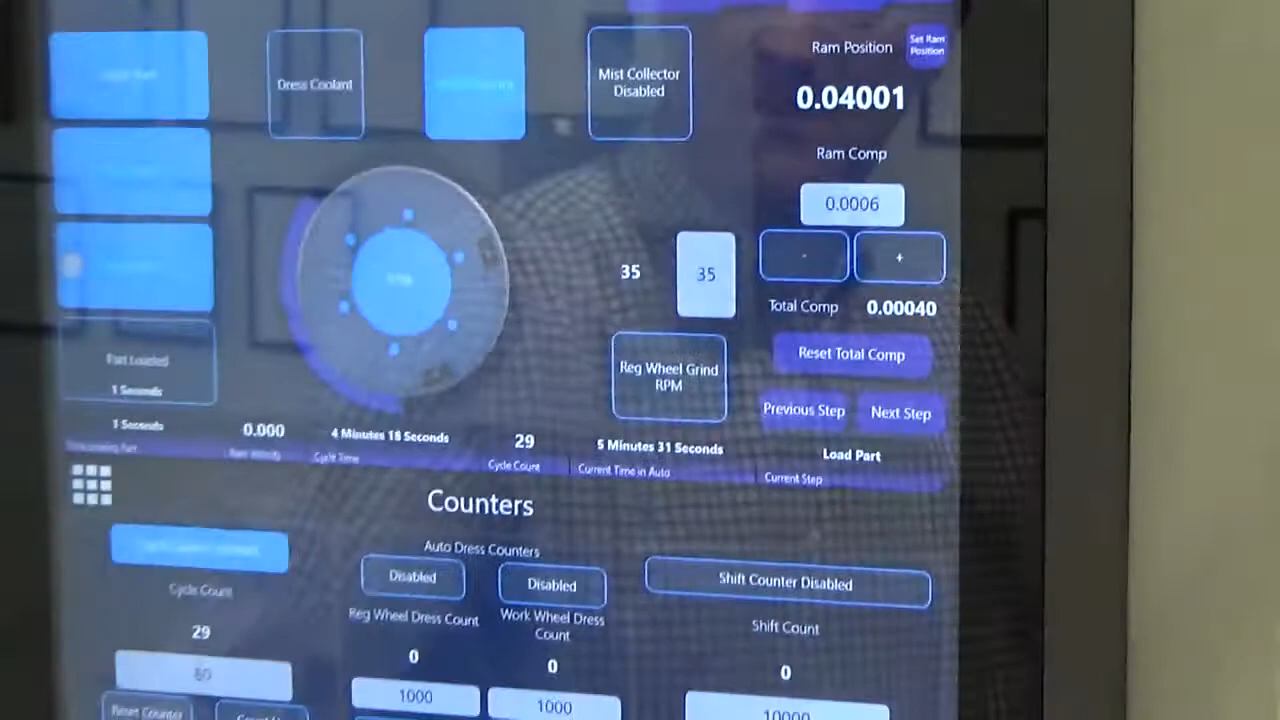 Dress Coolant
Mist Collector
Disabled
Ram Position
Set Ram
Position
0.04001
Ram Comp
0.0006
-
+
35
35
Total Comp
0.00040
Reset Total Comp
Reg Wheel Grind
RPM
Previous Step
Next Step
Load Part
Current Step
Part Loaded
1 Seconds
1 Seconds
0.000
4 Minutes 18 Seconds
Cycle Time
29
Cycle Count
5 Minutes 31 Seconds
Current Time in Auto
Counters
Auto Dress Counters
Cycle Count
29
80
Reset Counter
Disabled
Reg Wheel Dress Count
0
1000
Disabled
Work Wheel Dress
Count
0
1000
Shift Counter Disabled
Shift Count
0
10000